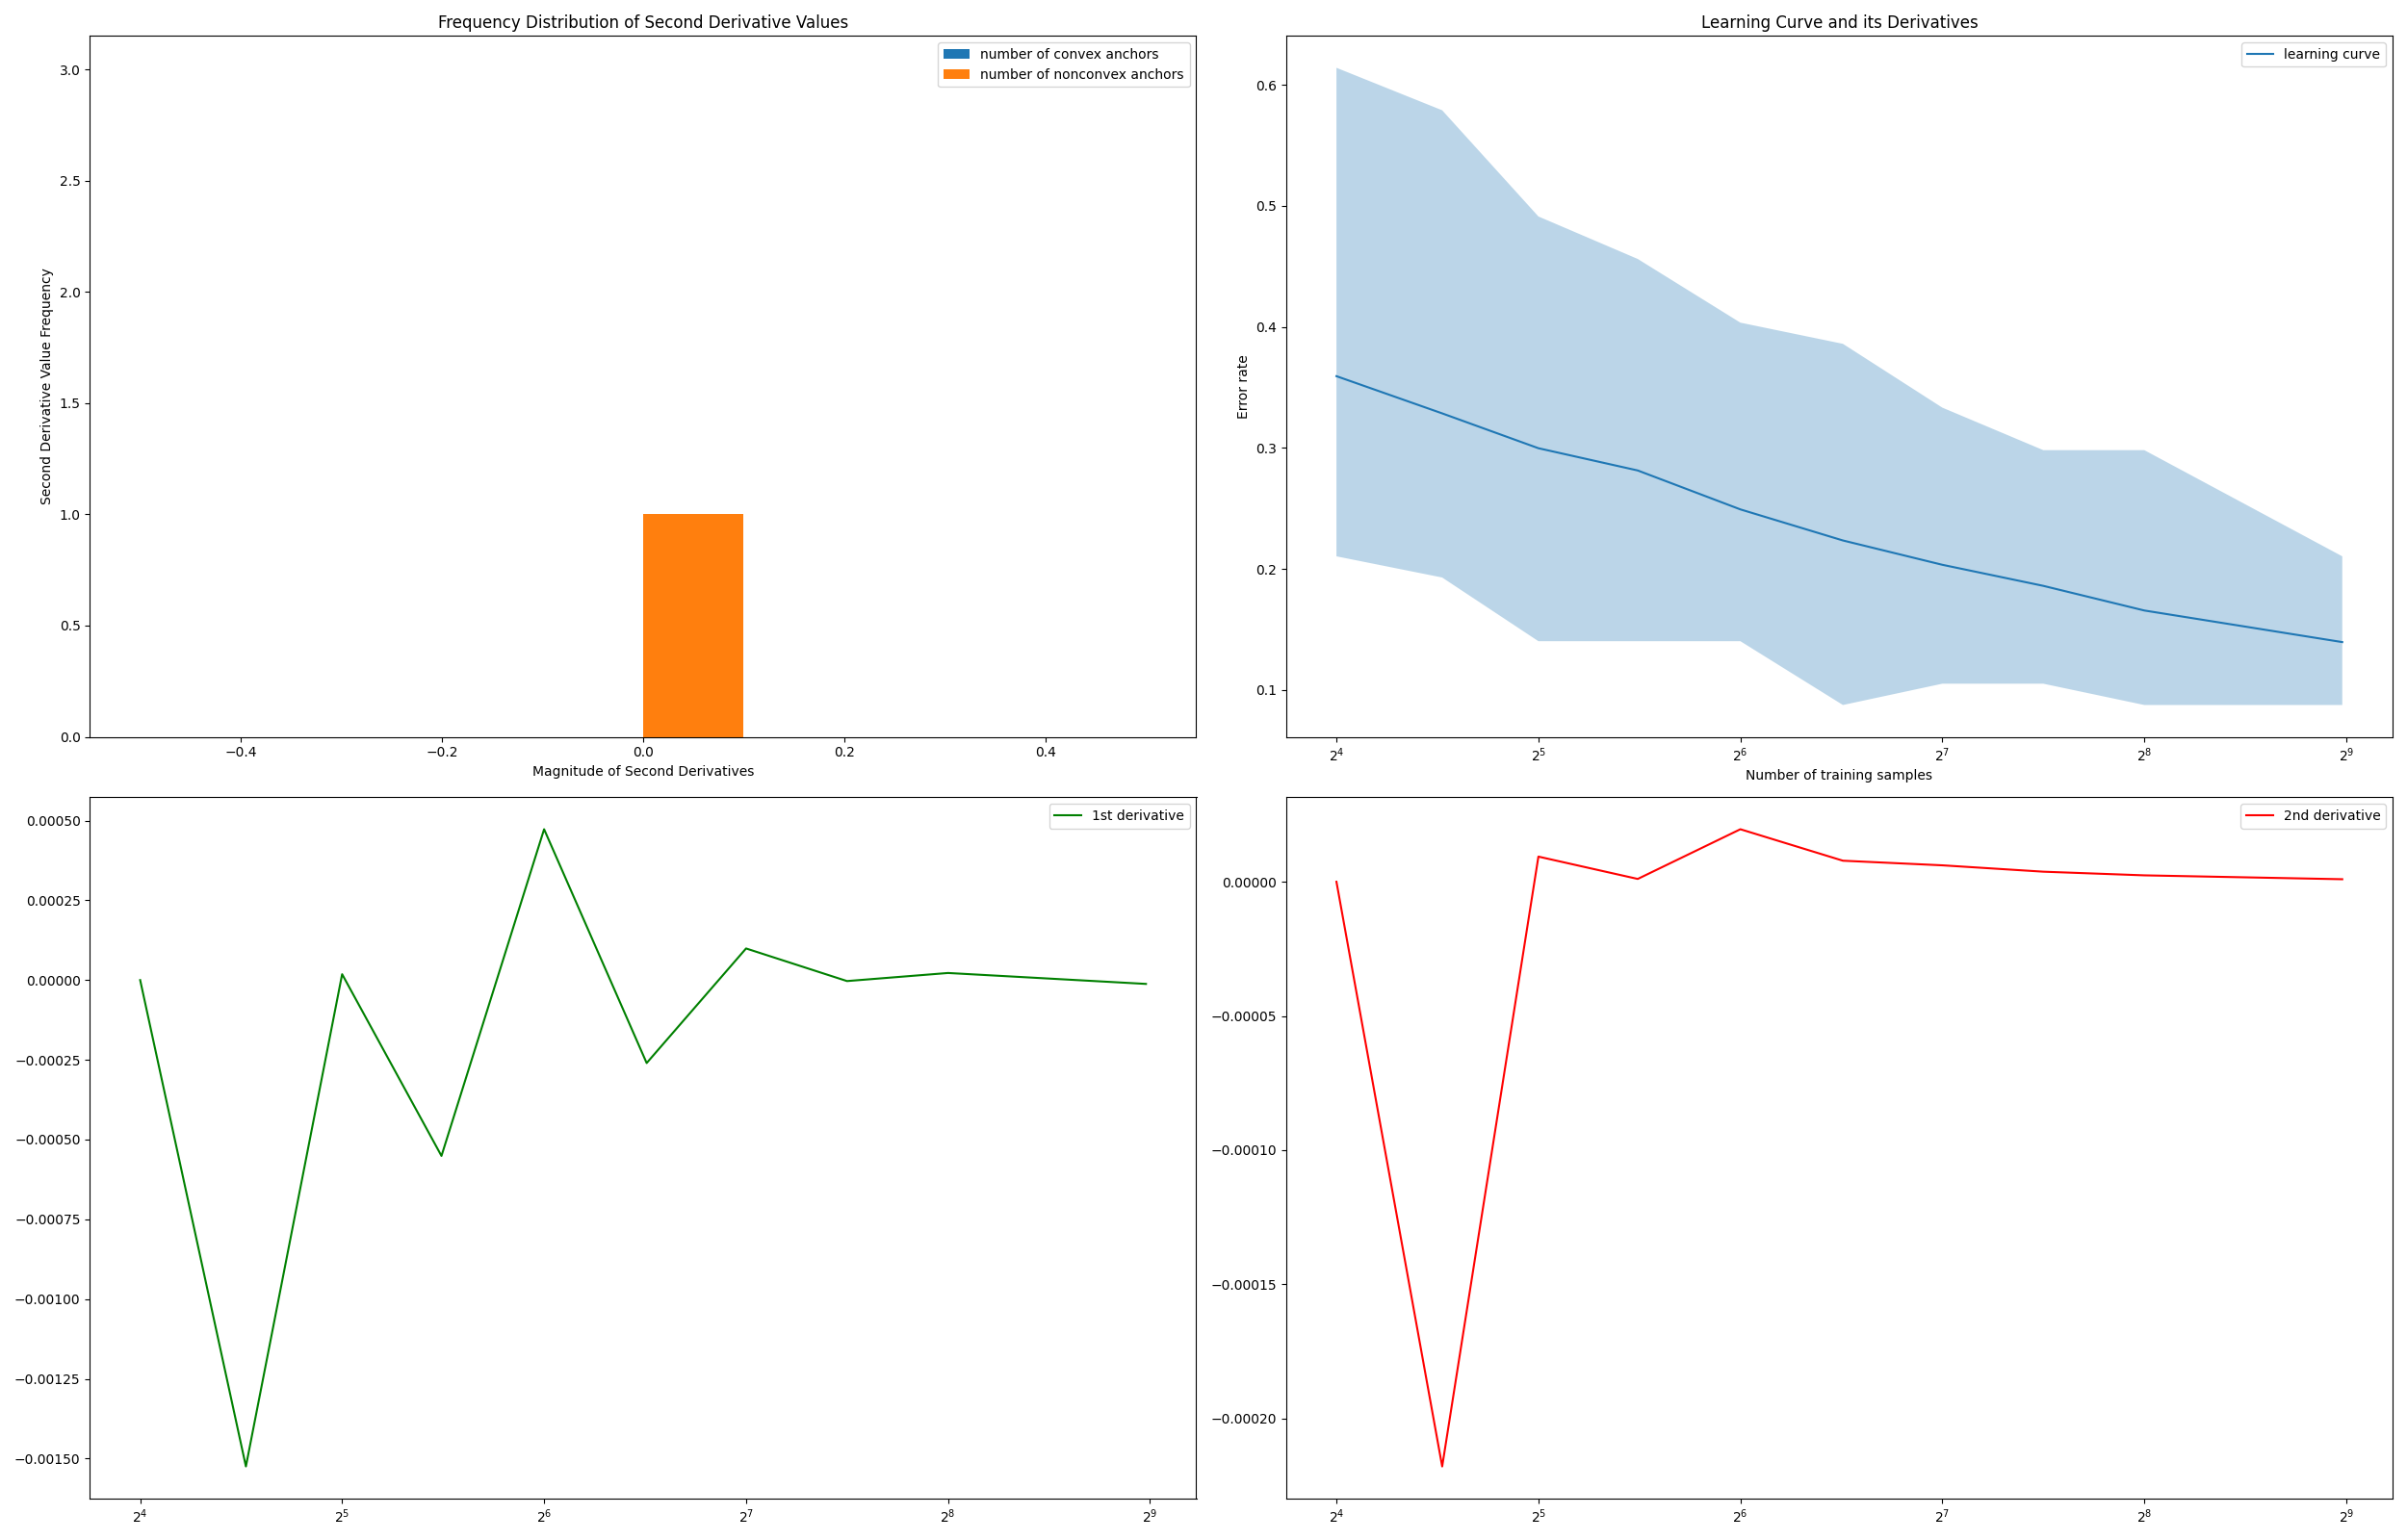 Frequency Distribution of Second Derivative Values
number of convex anchors
number of nonconvex anchors
3.0
2.5
2.0
1.5
1.0
0.5
0.0
Second Derivative Value Frequency
−0.4 −0.2 0.0 0.2 0.4
Magnitude of Second Derivatives
Learning Curve and its Derivatives
learning curve
0.6
0.5
0.4
0.3
0.2
0.1
Error rate
2⁴ 2⁵ 2⁶ 2⁷ 2⁸ 2⁹
Number of training samples
1st derivative
0.00050
0.00025
0.00000
−0.00025
−0.00050
−0.00075
−0.00100
−0.00125
−0.00150
2⁴ 2⁵ 2⁶ 2⁷ 2⁸ 2⁹
2nd derivative
0.00000
−0.00005
−0.00010
−0.00015
−0.00020
2⁴ 2⁵ 2⁶ 2⁷ 2⁸ 2⁹